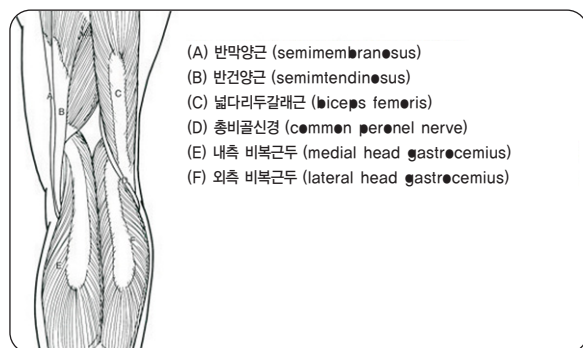 (A) 반막양근 (semimembranosus)
(B) 반건양근 (semimtendinosus)
(C) 넓다리두갈래근 (biceps femoris)
(D) 총비골신경 (common peronel nerve)
(E) 내측 비복근두 (medial head gastrocemius)
(F) 외측 비복근두 (lateral head gastrocemius)
A
B
C
D
E
F